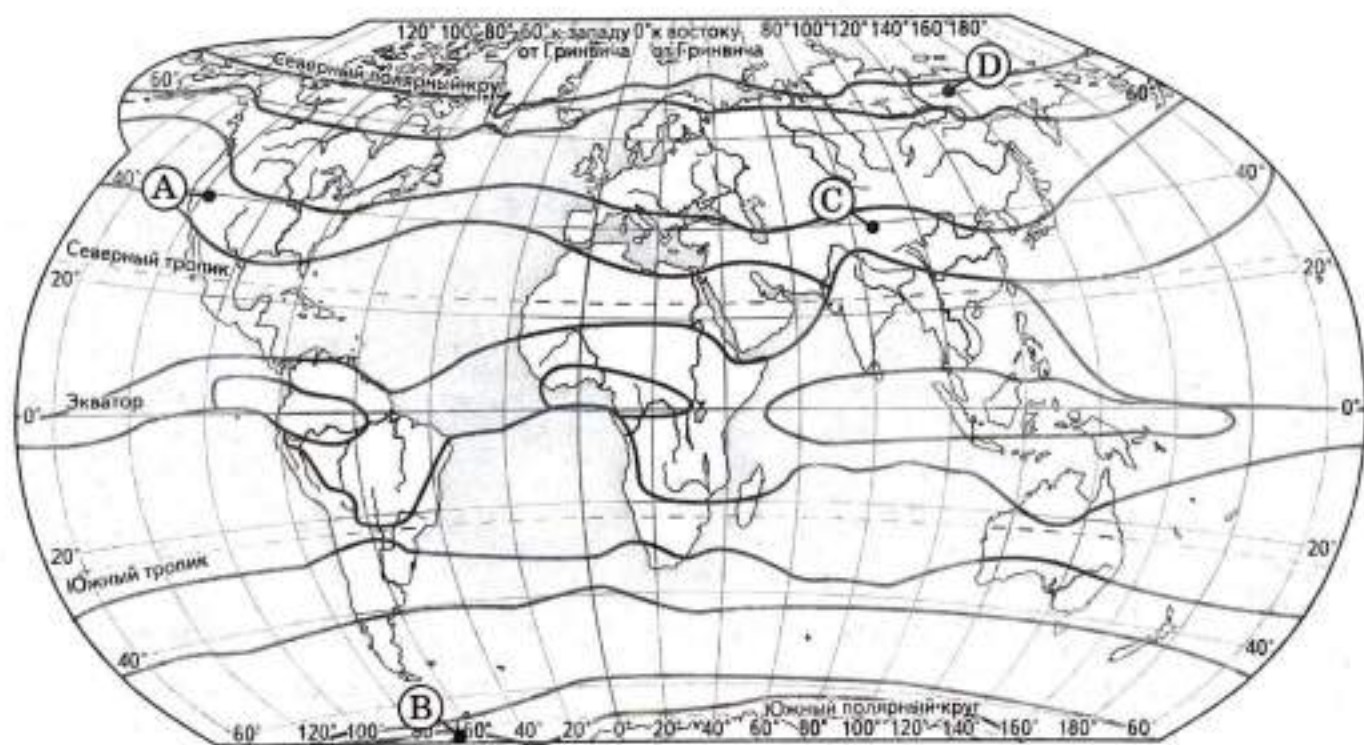 120° 100° 80° 60° к западу 0° к востоку 80° 100° 120° 140° 160° 180°
от Гринвича от Гринвича
D
Северный полярный круг
60°
60°
A
40°
C
40°
Северный тропик
20°
20°
Экватор
0°
0°
20°
Южный тропик
20°
40°
40°
B
Южный полярный круг
60° 120° 100° 80° 60° 40° 20° 0° 20° 40° 60° 80° 100° 120° 140° 180° 60°